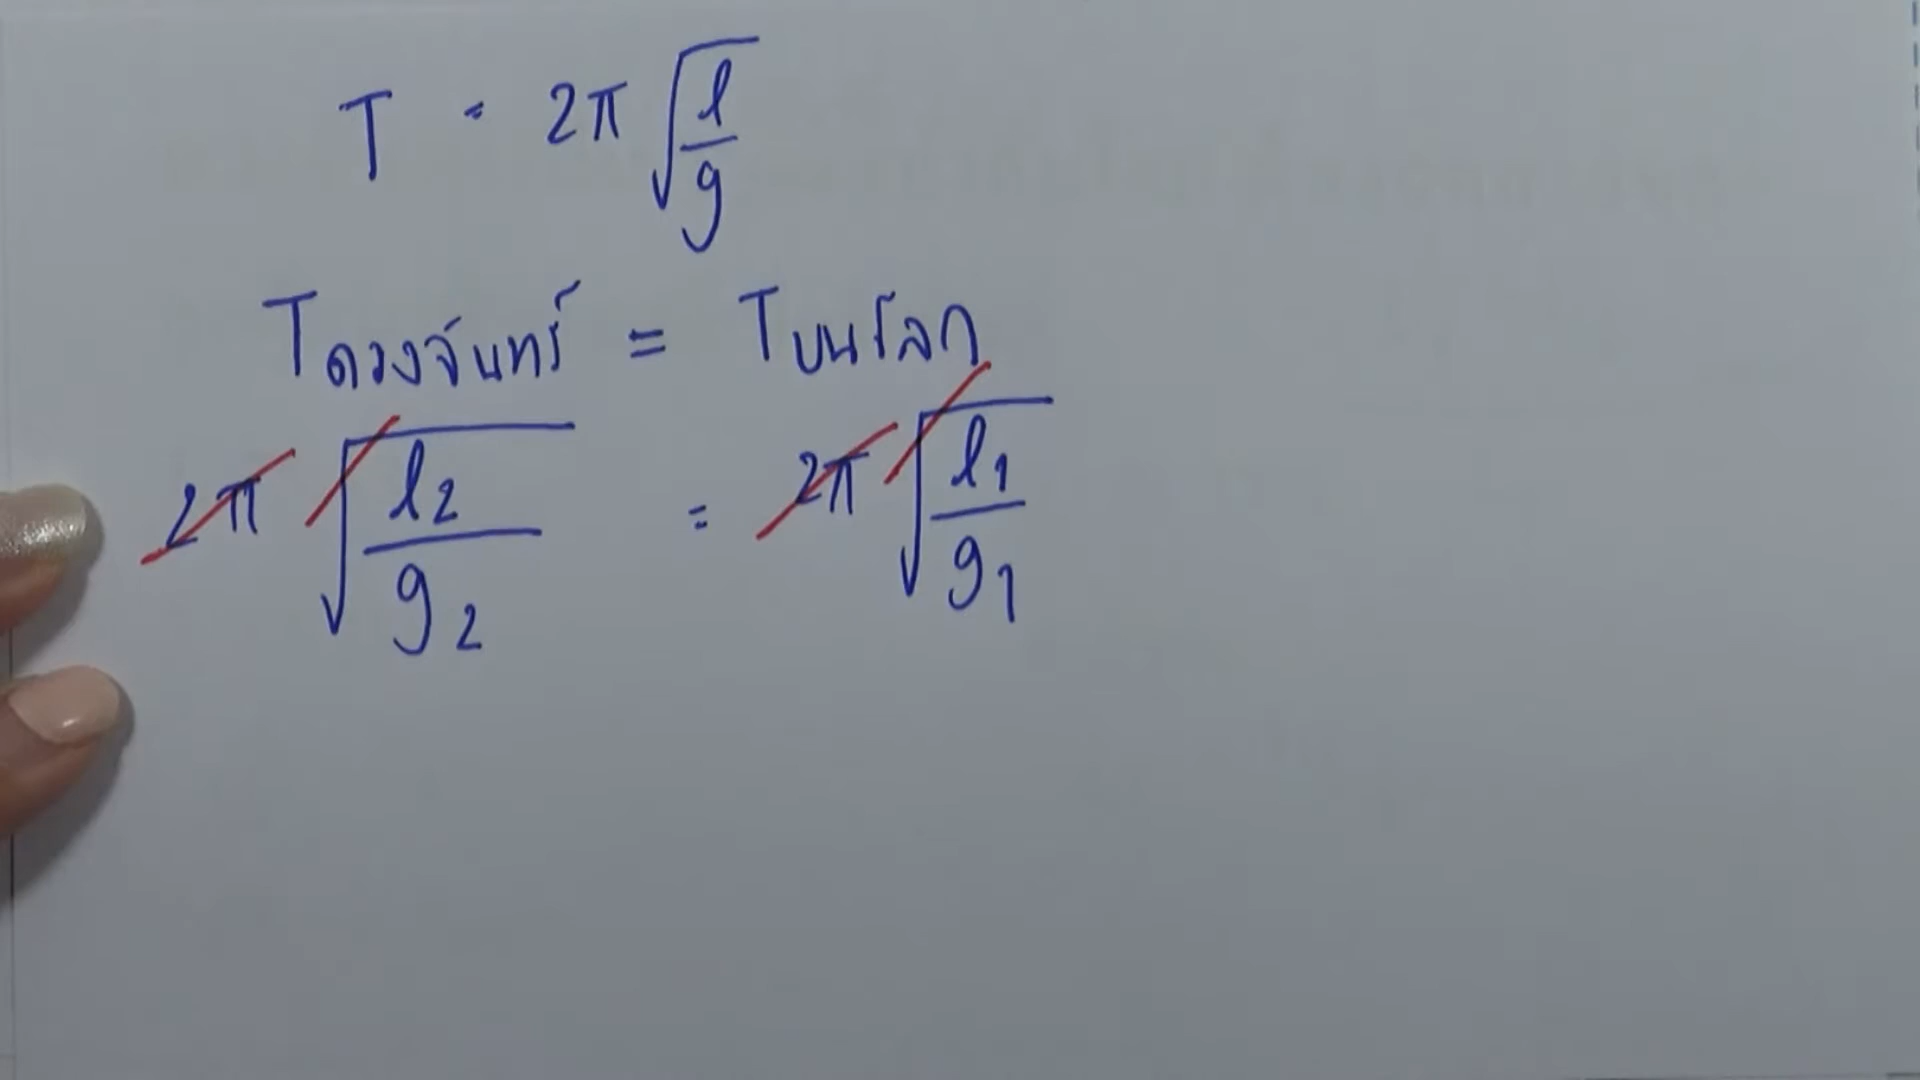 T = 2π √(l/g)
Tดวงจันทร์ = Tบนโลก
2π √(l2/g2) = 2π √(l1/g1)